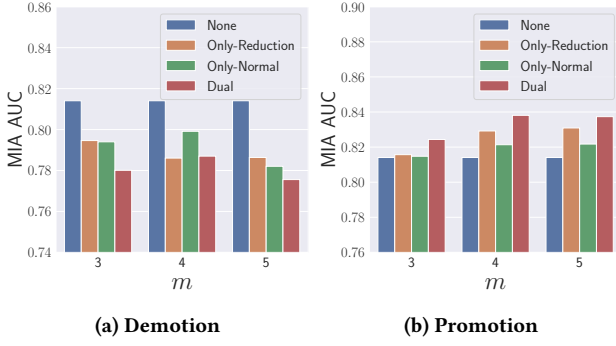 0.86
0.84
0.82
0.80
0.78
0.76
0.74
MIA AUC
None
Only-Reduction
Only-Normal
Dual
3 4 5
m
(a) Demotion
0.90
0.88
0.86
0.84
0.82
0.80
0.78
0.76
MIA AUC
None
Only-Reduction
Only-Normal
Dual
3 4 5
m
(b) Promotion